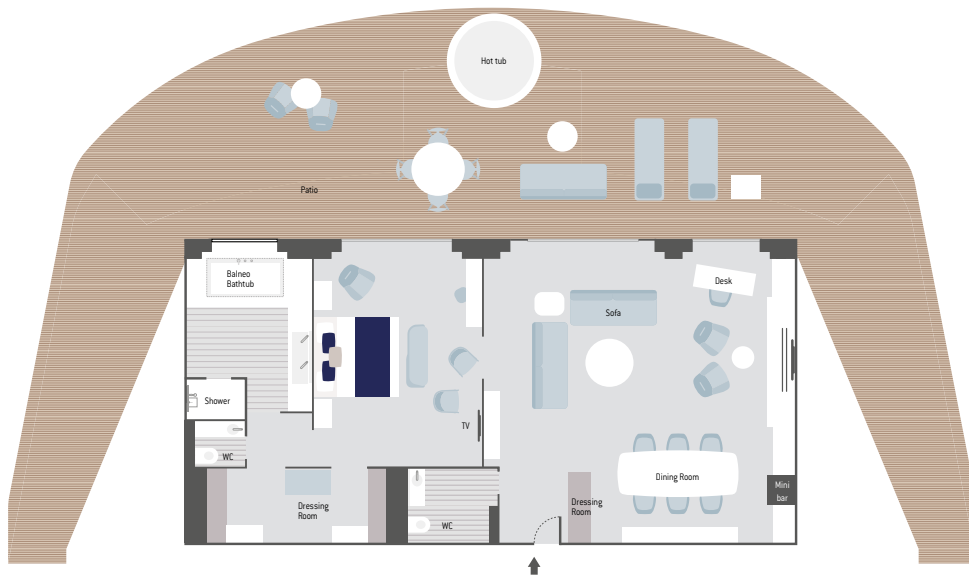 Hot tub
Patio
Balneo
Bathtub
Desk
Sofa
Shower
TV
WC
Dining Room
Mini
bar
Dressing
Room
Dressing
Room
WC